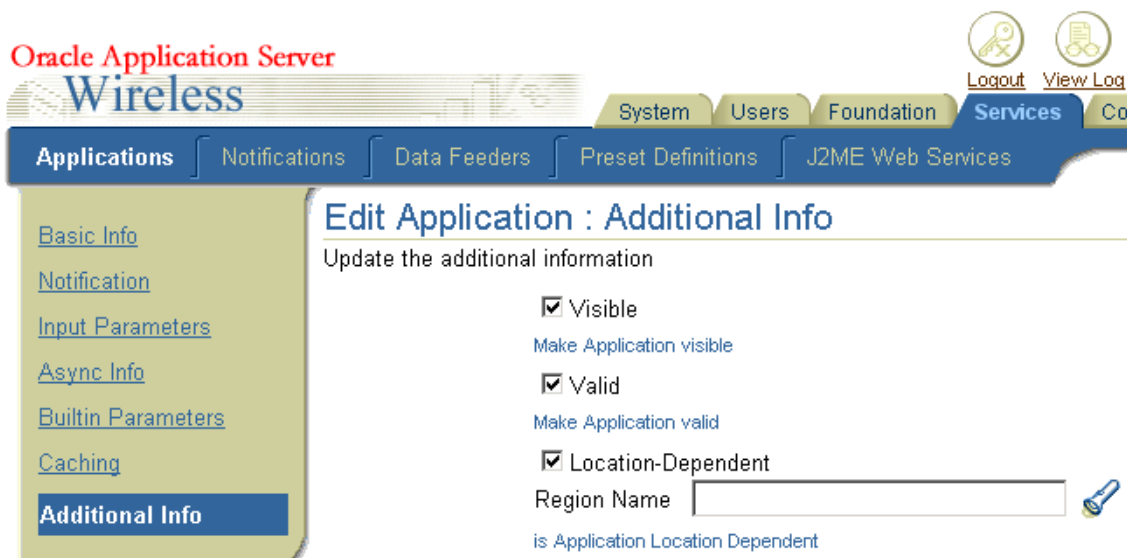 Oracle Application Server
Wireless
Logout View Log
System Users Foundation Services Co
Applications Notifications Data Feeders Preset Definitions J2ME Web Services
Basic Info
Notification
Input Parameters
Async Info
Builtin Parameters
Caching
Additional Info
Edit Application : Additional Info
Update the additional information
Visible
Make Application visible
Valid
Make Application valid
Location-Dependent
Region Name
is Application Location Dependent